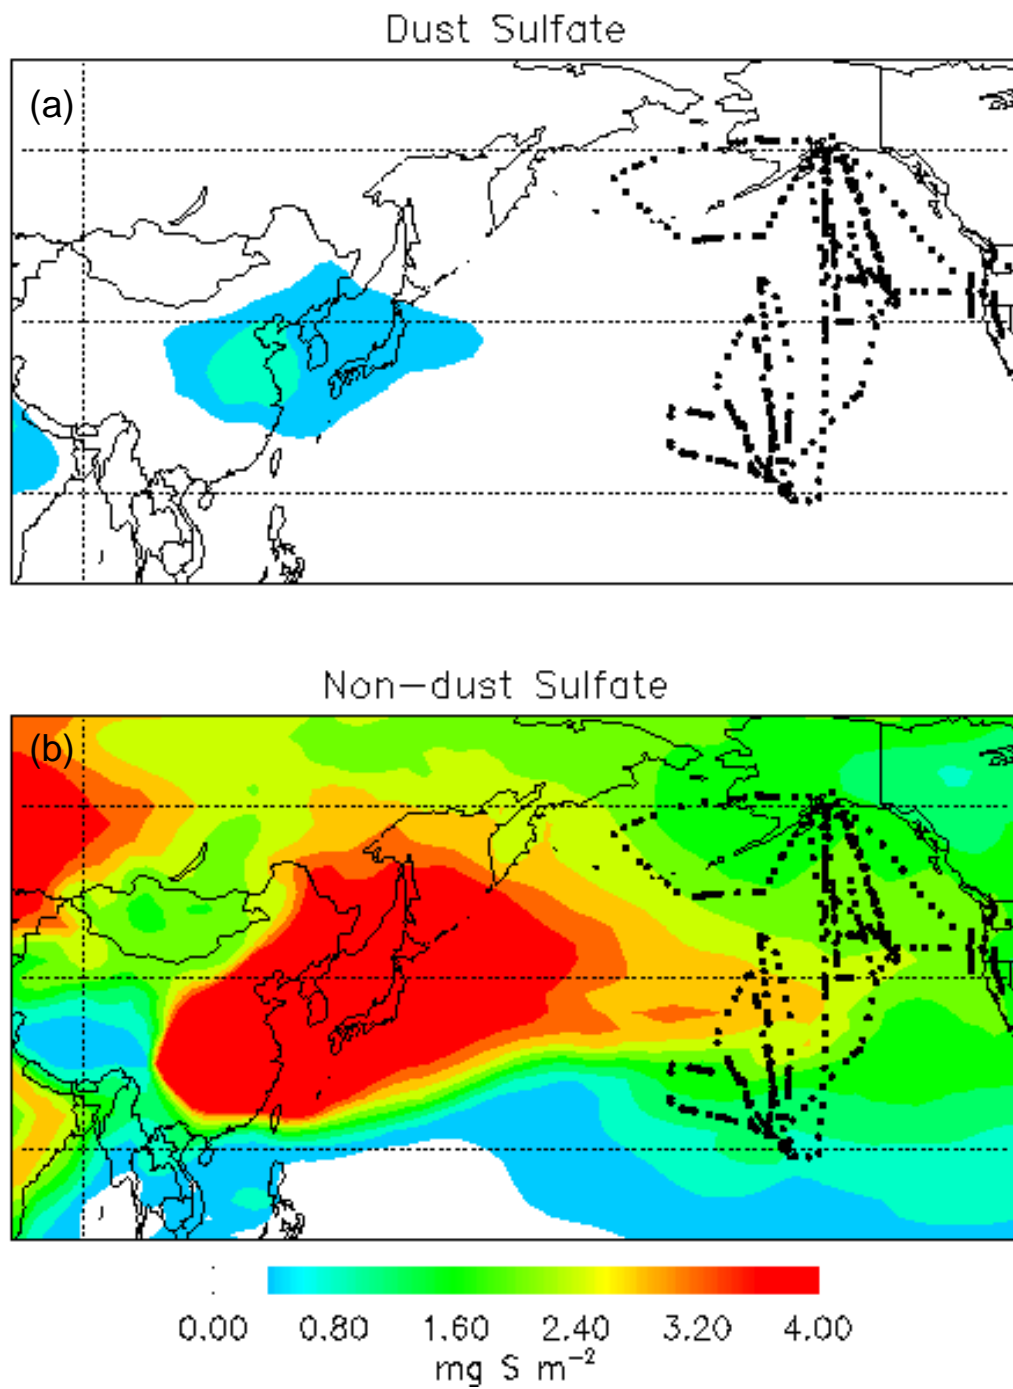 Dust Sulfate
(a)
Non-dust Sulfate
(b)
0.00 0.80 1.60 2.40 3.20 4.00
mg S m⁻²